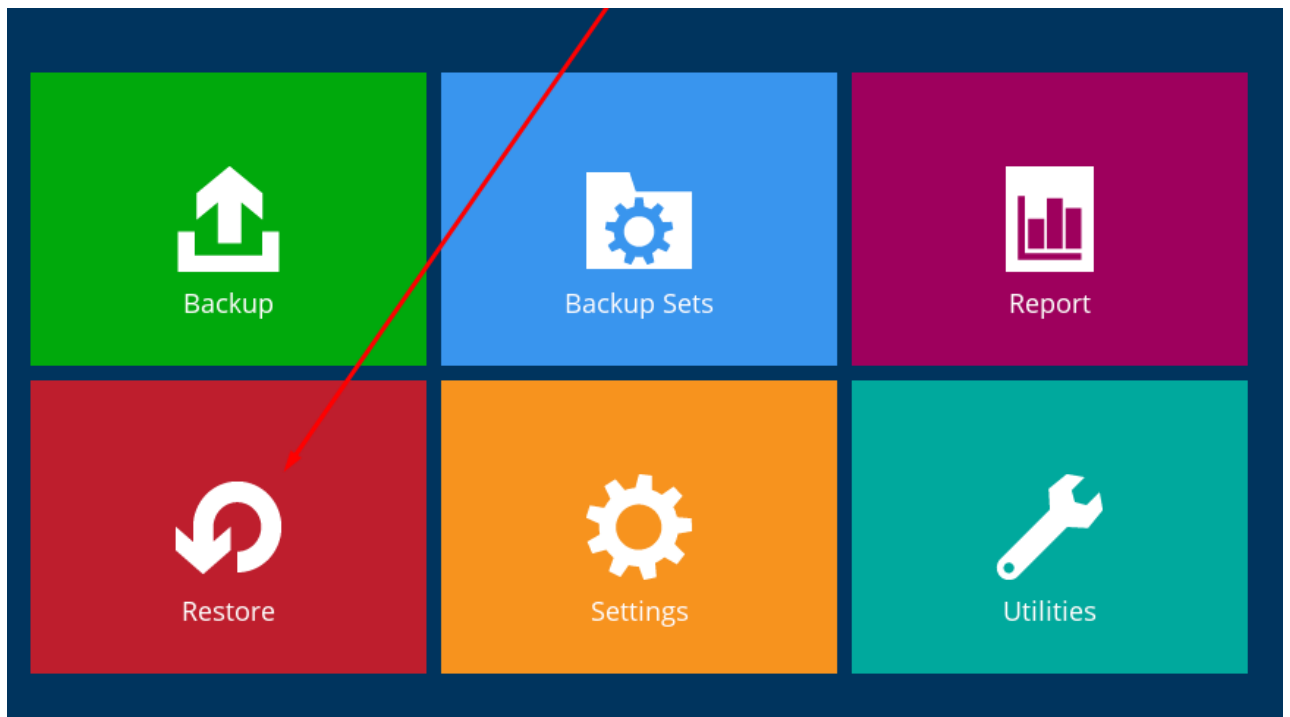 Backup
Backup Sets
Report
Restore
Settings
Utilities